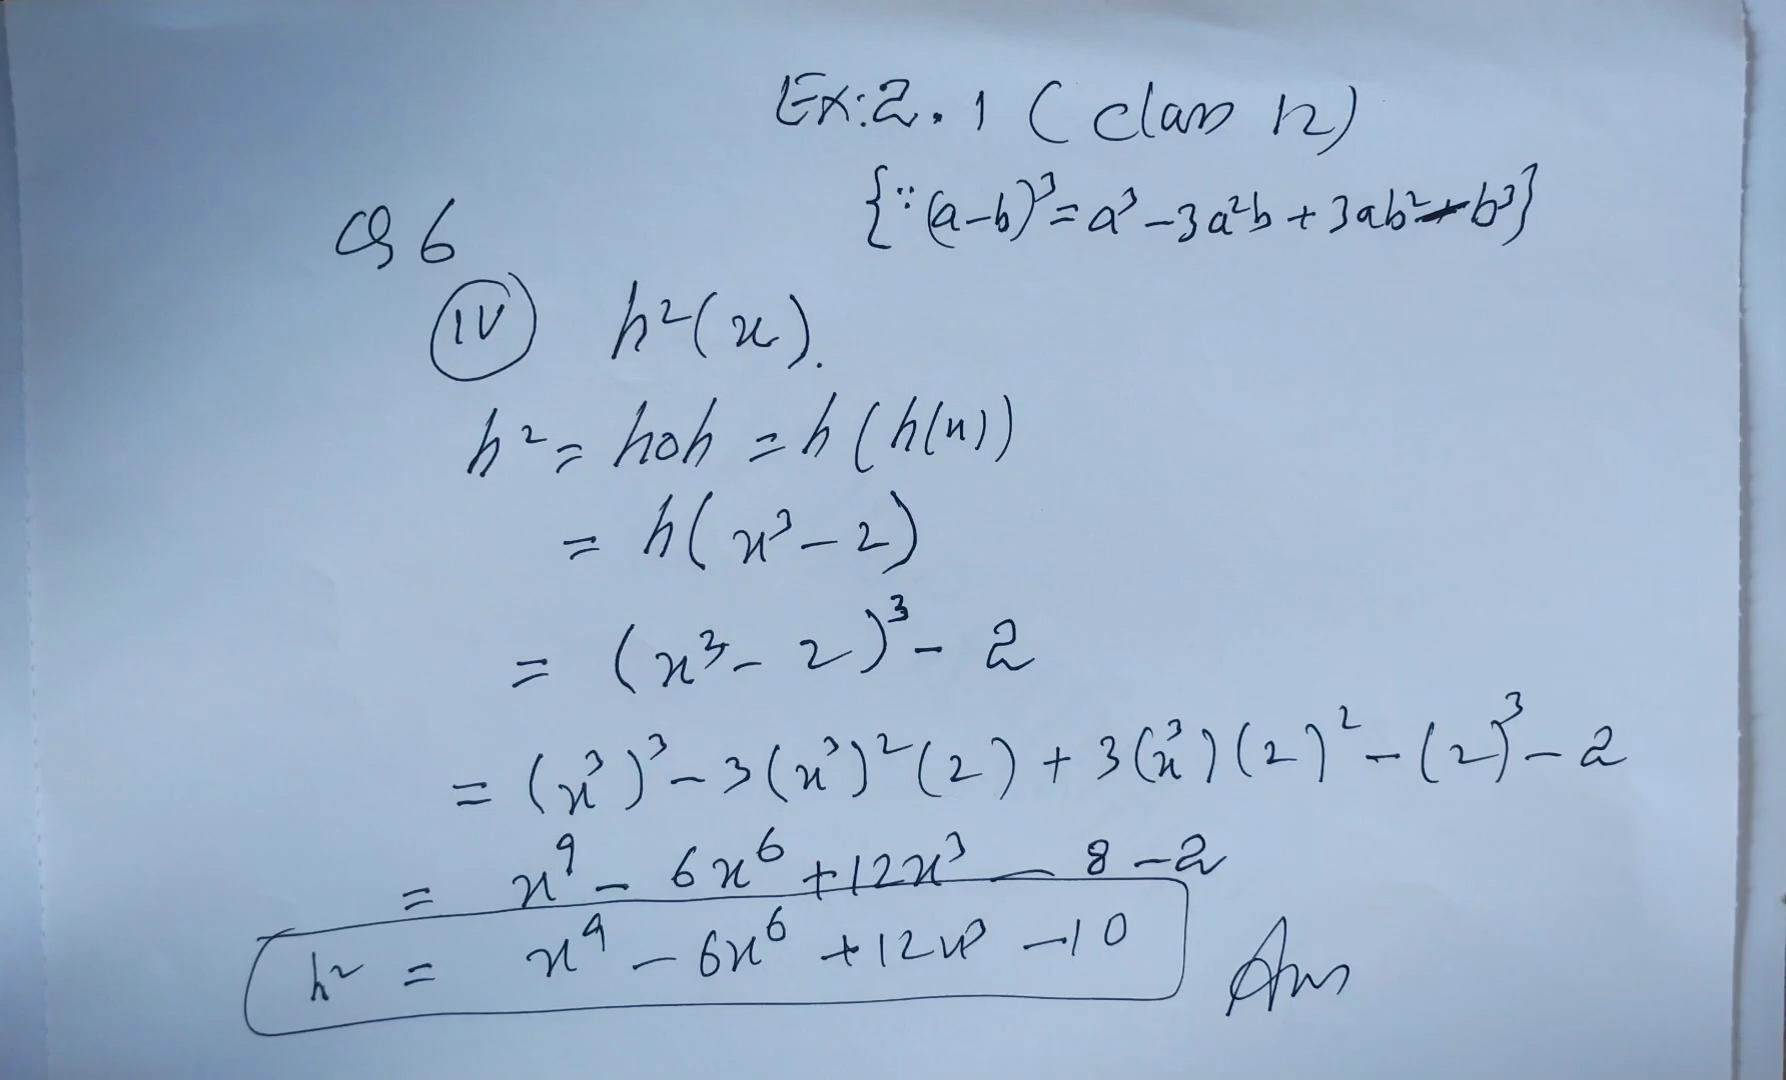 Ex: 2.1 (Class 12)
{∵ (a-b)³ = a³ - 3a²b + 3ab² - b³}
Q6
(iv) h²(x).
h² = hoh = h(h(x))
= h(x³ - 2)
= (x³ - 2)³ - 2
= (x³)³ - 3(x³)²(2) + 3(x³)(2)² - (2)³ - 2
= x⁹ - 6x⁶ + 12x³ - 8 - 2
h² = x⁹ - 6x⁶ + 12x³ - 10 Ans